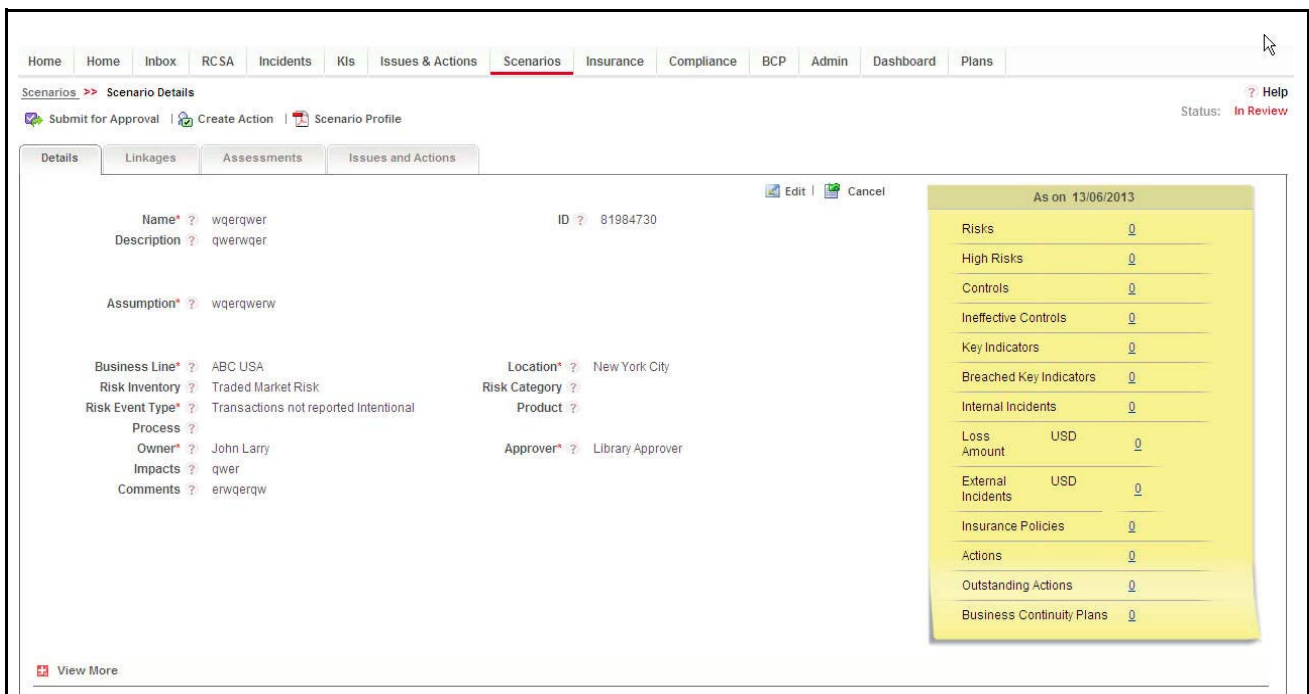 Home Home Inbox RCSA Incidents KIs Issues & Actions Scenarios Insurance Compliance BCP Admin Dashboard Plans
Scenarios >> Scenario Details ? Help
Submit for Approval | Create Action | Scenario Profile Status: In Review
Details Linkages Assessments Issues and Actions
Edit | Cancel
Name* ? wqerqwer ID ? 81984730
Description ? qwerwqer
Assumption* ? wqerqwerw
Business Line* ? ABC USA Location* ? New York City
Risk Inventory ? Traded Market Risk Risk Category ?
Risk Event Type* ? Transactions not reported Intentional Product ?
Process ?
Owner* ? John Larry Approver* ? Library Approver
Impacts ? qwer
Comments ? erwqerqw
As on 13/06/2013
Risks 0
High Risks 0
Controls 0
Ineffective Controls 0
Key Indicators 0
Breached Key Indicators 0
Internal Incidents 0
Loss Amount USD 0
External Incidents USD 0
Insurance Policies 0
Actions 0
Outstanding Actions 0
Business Continuity Plans 0
View More